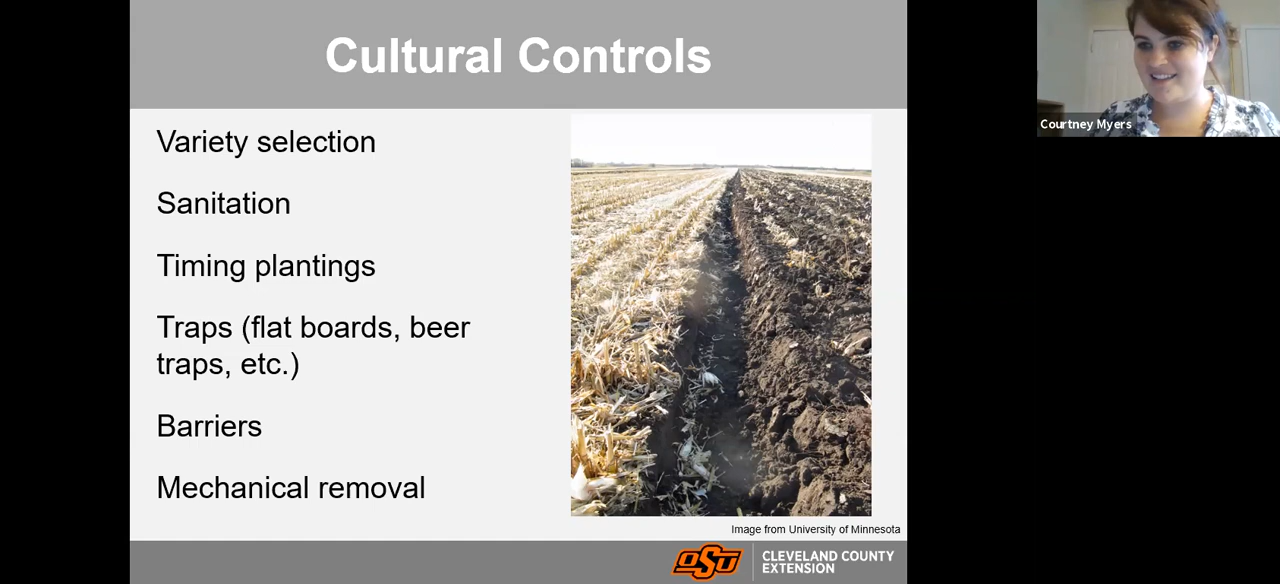 Cultural Controls
Variety selection
Sanitation
Timing plantings
Traps (flat boards, beer
traps, etc.)
Barriers
Mechanical removal
Image from University of Minnesota
OSU
CLEVELAND COUNTY
EXTENSION
Courtney Myers